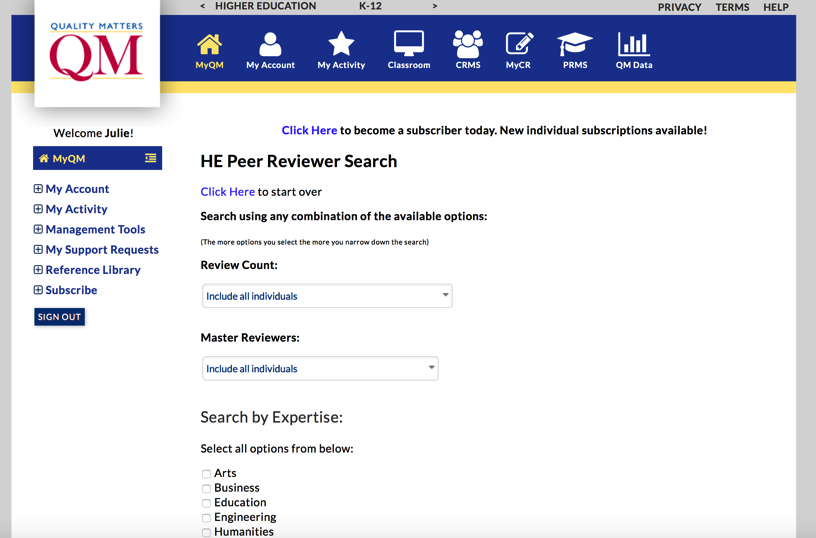 < HIGHER EDUCATION K-12 >
PRIVACY TERMS HELP
QUALITY MATTERS
QM
MyQM My Account My Activity Classroom CRMS MyCR PRMS QM Data
Welcome Julie!
MyQM
My Account
My Activity
Management Tools
My Support Requests
Reference Library
Subscribe
SIGN OUT
Click Here to become a subscriber today. New individual subscriptions available!
HE Peer Reviewer Search
Click Here to start over
Search using any combination of the available options:
(The more options you select the more you narrow down the search)
Review Count:
Include all individuals
Master Reviewers:
Include all individuals
Search by Expertise:
Select all options from below:
Arts
Business
Education
Engineering
Humanities